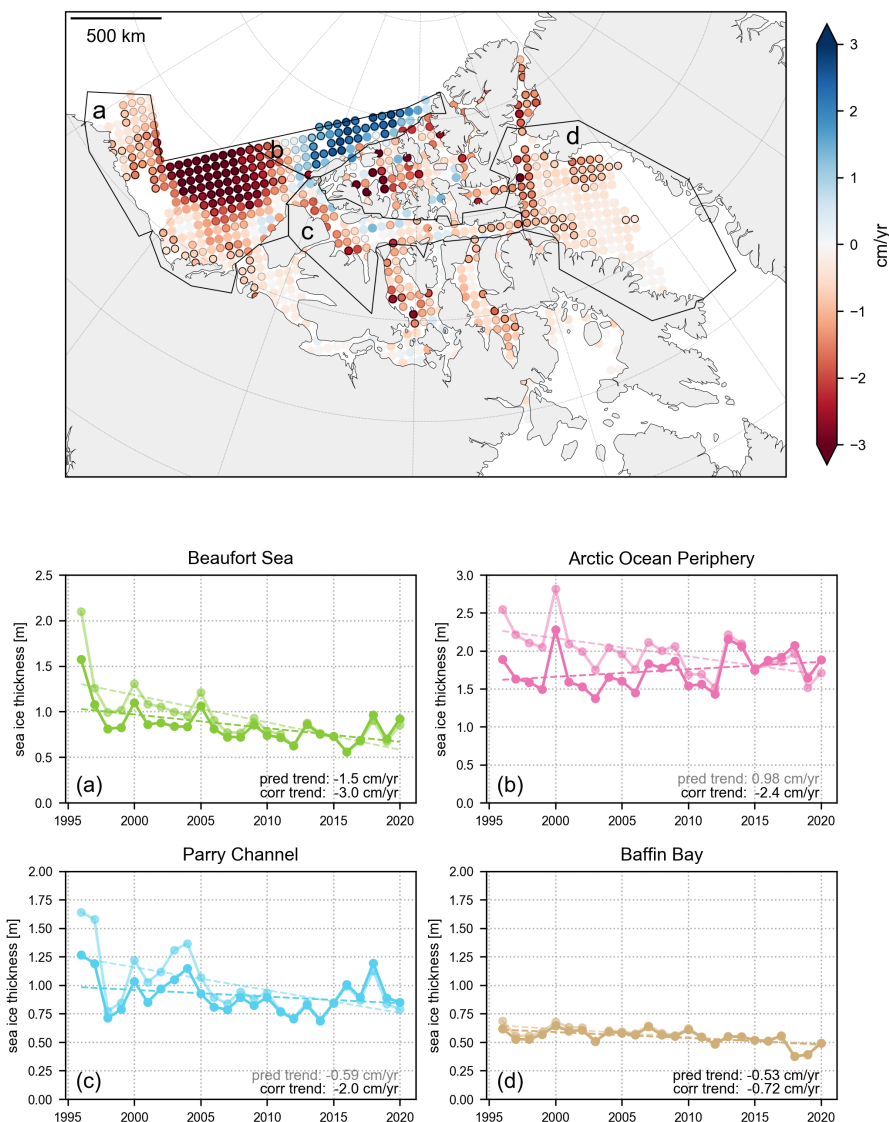 500 km
a
b
c
d
3
2
1
0
−1
−2
−3
cm/yr
Beaufort Sea
sea ice thickness [m]
2.5
2.0
1.5
1.0
0.5
0.0
(a)
pred trend: -1.5 cm/yr
corr trend: -3.0 cm/yr
1995 2000 2005 2010 2015 2020
Arctic Ocean Periphery
sea ice thickness [m]
3.0
2.5
2.0
1.5
1.0
0.5
0.0
(b)
pred trend: 0.98 cm/yr
corr trend: -2.4 cm/yr
1995 2000 2005 2010 2015 2020
Parry Channel
sea ice thickness [m]
2.00
1.75
1.50
1.25
1.00
0.75
0.50
0.25
0.00
(c)
pred trend: -0.59 cm/yr
corr trend: -2.0 cm/yr
1995 2000 2005 2010 2015 2020
Baffin Bay
sea ice thickness [m]
2.00
1.75
1.50
1.25
1.00
0.75
0.50
0.25
0.00
(d)
pred trend: -0.53 cm/yr
corr trend: -0.72 cm/yr
1995 2000 2005 2010 2015 2020